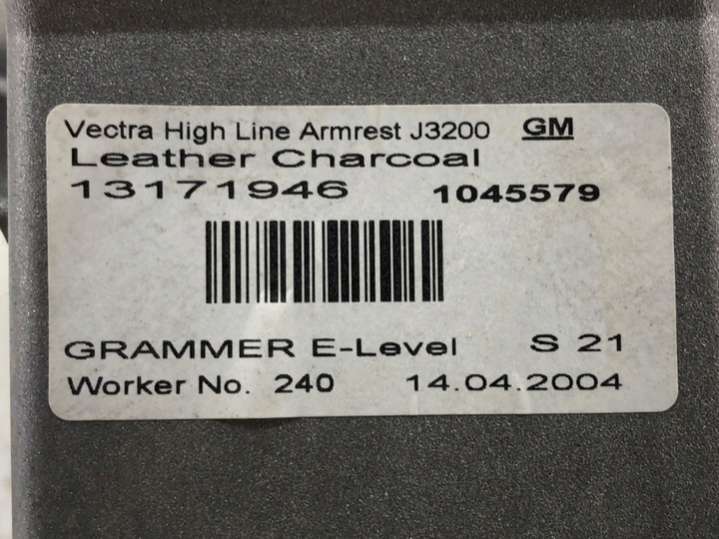 Vectra High Line Armrest J3200 GM
Leather Charcoal
13171946 1045579
GRAMMER E-Level S 21
Worker No. 240 14.04.2004